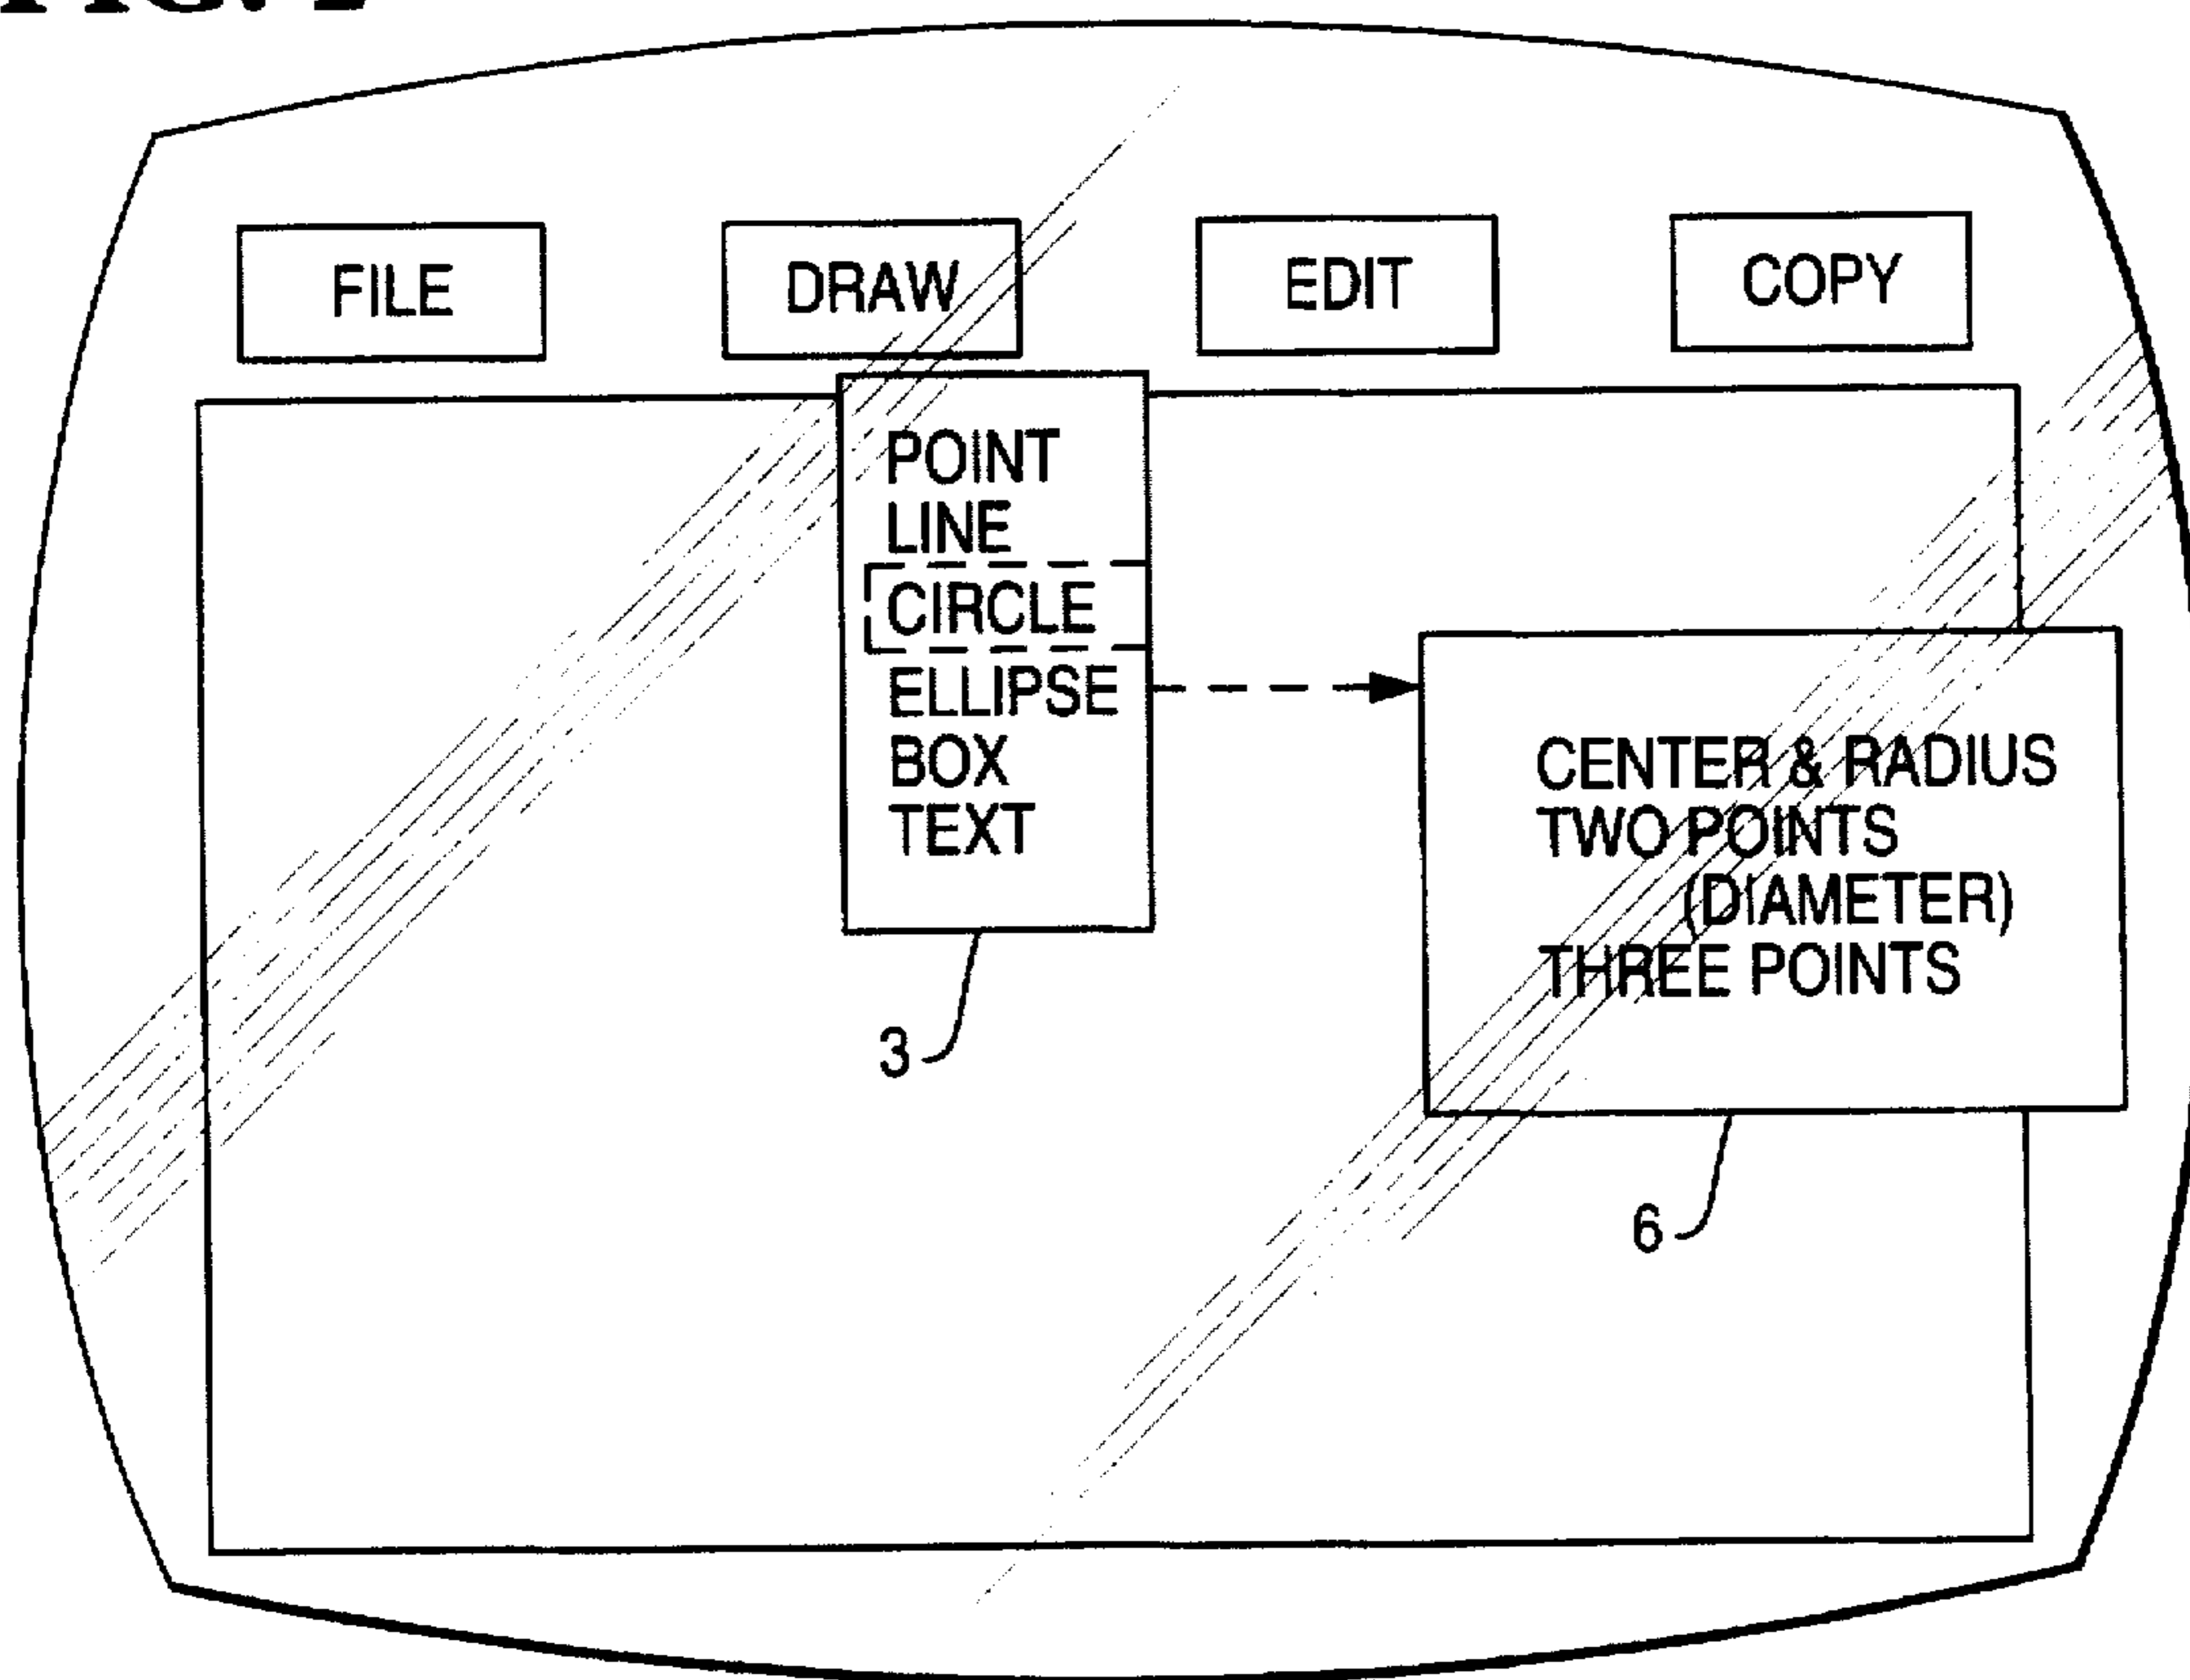 FILE
DRAW
EDIT
COPY
POINT
LINE
CIRCLE
ELLIPSE
BOX
TEXT
CENTER & RADIUS
TWO POINTS
(DIAMETER)
THREE POINTS
3
6